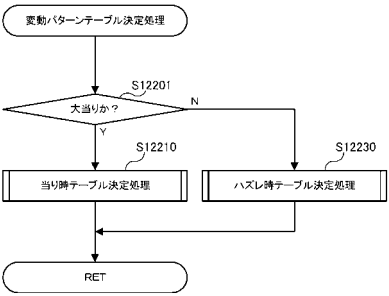 変動パターンテーブル決定処理
S12201
大当りか?
N
Y
S12210
S12230
当り時テーブル決定処理
ハズレ時テーブル決定処理
RET